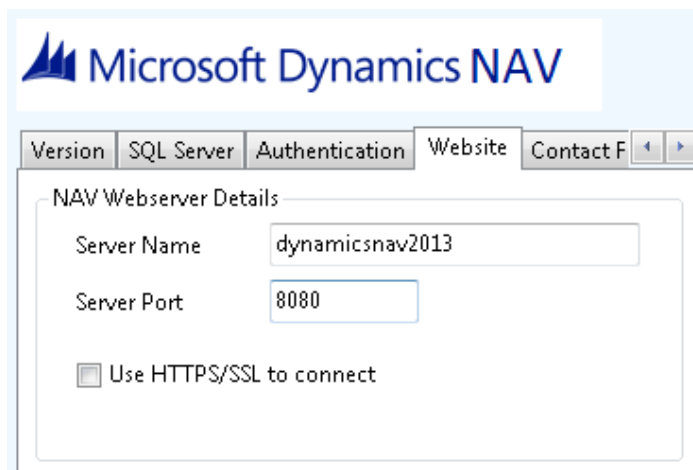 Microsoft Dynamics NAV
Version SQL Server Authentication Website Contact F
NAV Webserver Details
Server Name dynamicsnav2013
Server Port 8080
Use HTTPS/SSL to connect